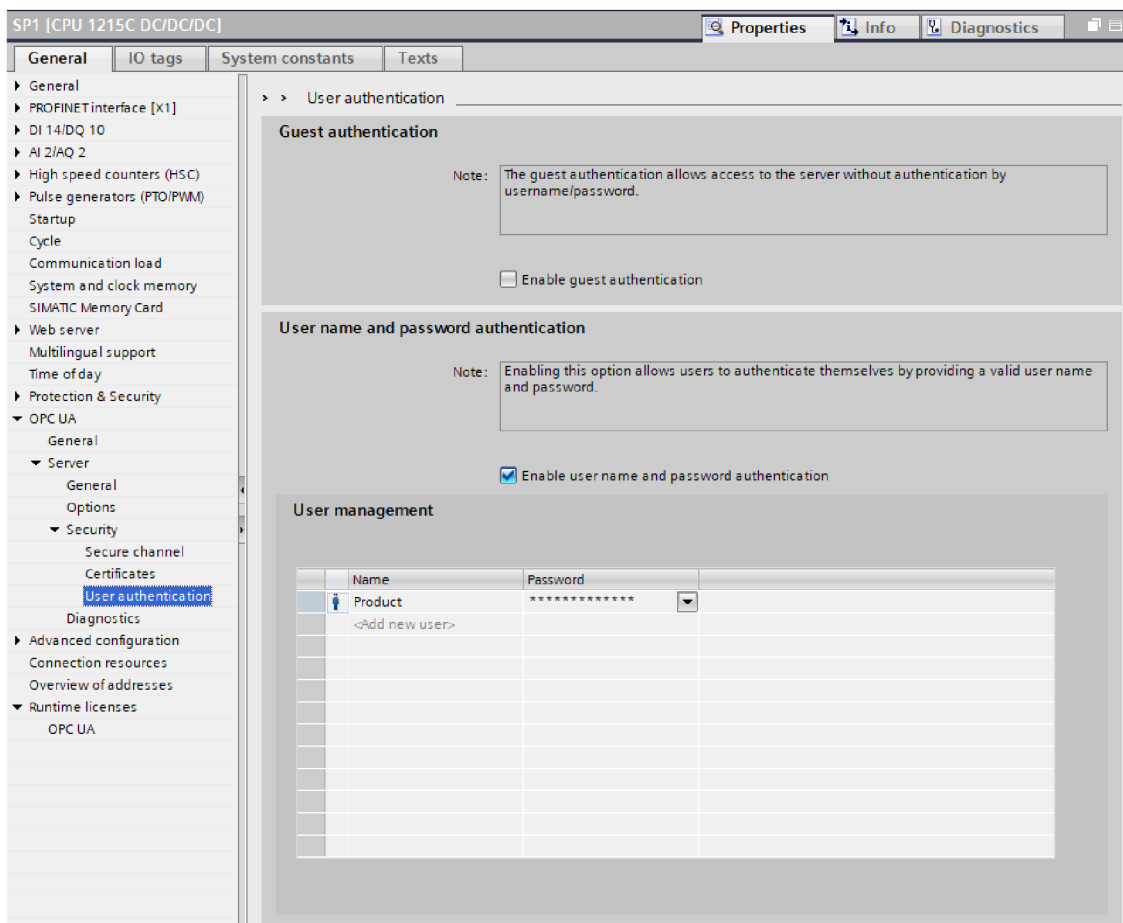 SP1 [CPU 1215C DC/DC/DC]
Properties
Info
Diagnostics
General
IO tags
System constants
Texts
General
PROFINET interface [X1]
DI 14/DQ 10
AI 2/AQ 2
High speed counters (HSC)
Pulse generators (PTO/PWM)
Startup
Cycle
Communication load
System and clock memory
SIMATIC Memory Card
Web server
Multilingual support
Time of day
Protection & Security
OPC UA
General
Server
General
Options
Security
Secure channel
Certificates
User authentication
Diagnostics
Advanced configuration
Connection resources
Overview of addresses
Runtime licenses
OPC UA
> > User authentication
Guest authentication
Note: The guest authentication allows access to the server without authentication by
username/password.
Enable guest authentication
User name and password authentication
Note: Enabling this option allows users to authenticate themselves by providing a valid user name
and password.
Enable user name and password authentication
User management
Name Password
Product *************
<Add new user>